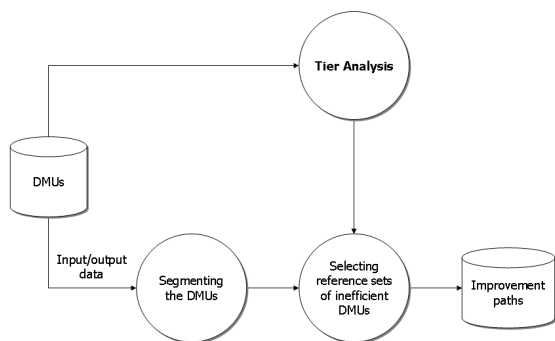 Tier Analysis
DMUs
Input/output
data
Segmenting
the DMUs
Selecting
reference sets
of inefficient
DMUs
Improvement
paths